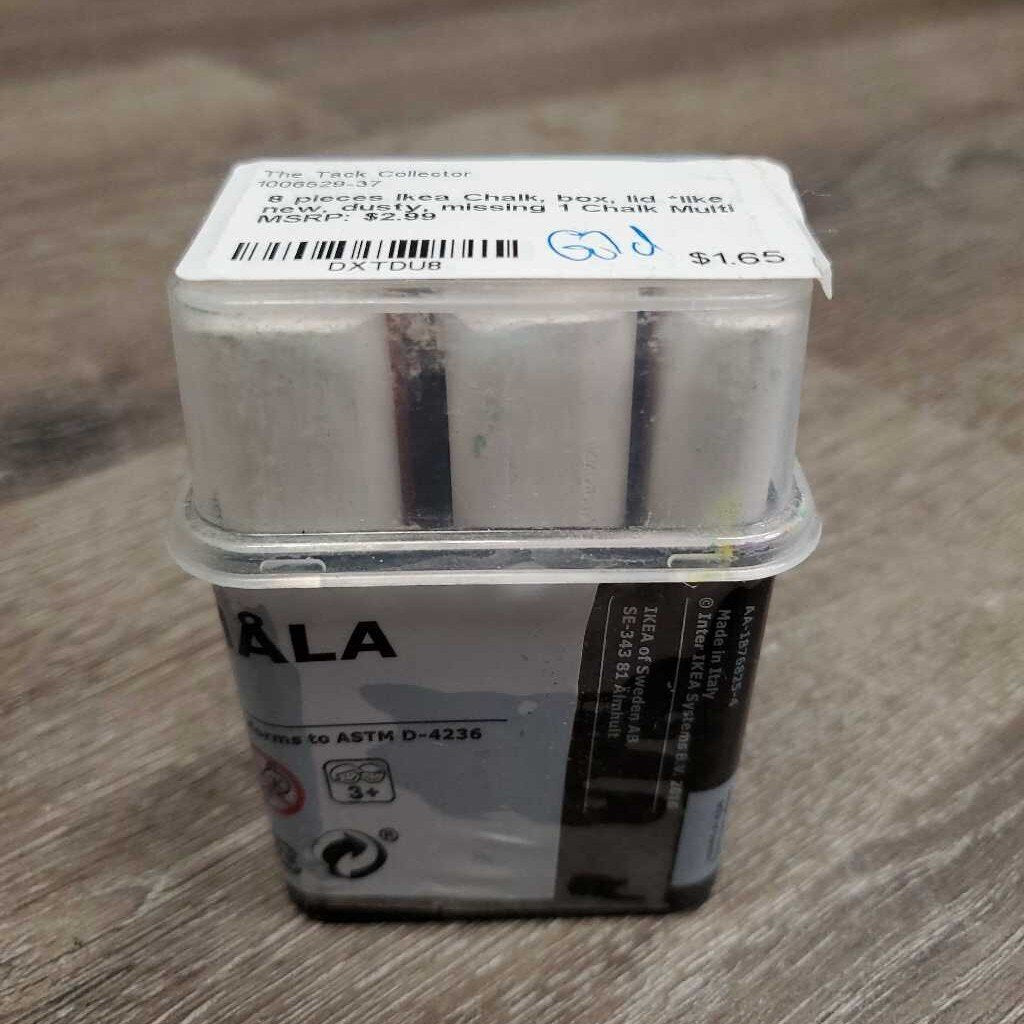 The Tack Collector
1006529-37
8 pieces Ikea Chalk, box, lid *like
new, dusty, missing 1 Chalk Multi
MSRP: $2.99
DXTDU8
$1.65
ÅLA
forms to ASTM D-4236
3+
®
IKEA of Sweden AB
SE-343 81 Älmhult
Made in Italy
© Inter IKEA Systems B.V.